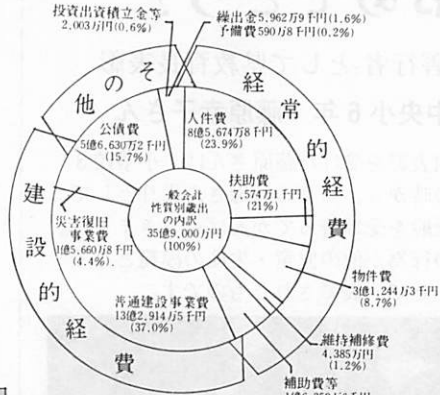 投資出資積立金等
2,003万円(0.6%)
繰出金5,962万9千円(1.6%)
予備費590万8千円(0.2%)
その他
経常的経費
建設的経費
人件費
8億5,674万8千円
(23.9%)
公債費
5億6,630万2千円
(15.7%)
扶助費
7,574万1千円
(21%)
一般会計
性質別歳出
の内訳
35億9,000万円
(100%)
災害復旧
事業費
1億5,660万8千円
(4.4%)
普通建設事業費
13億2,914万5千円
(37.0%)
物件費
3億1,244万3千円
(8.7%)
維持補修費
4,385万円
(1.2%)
補助費等